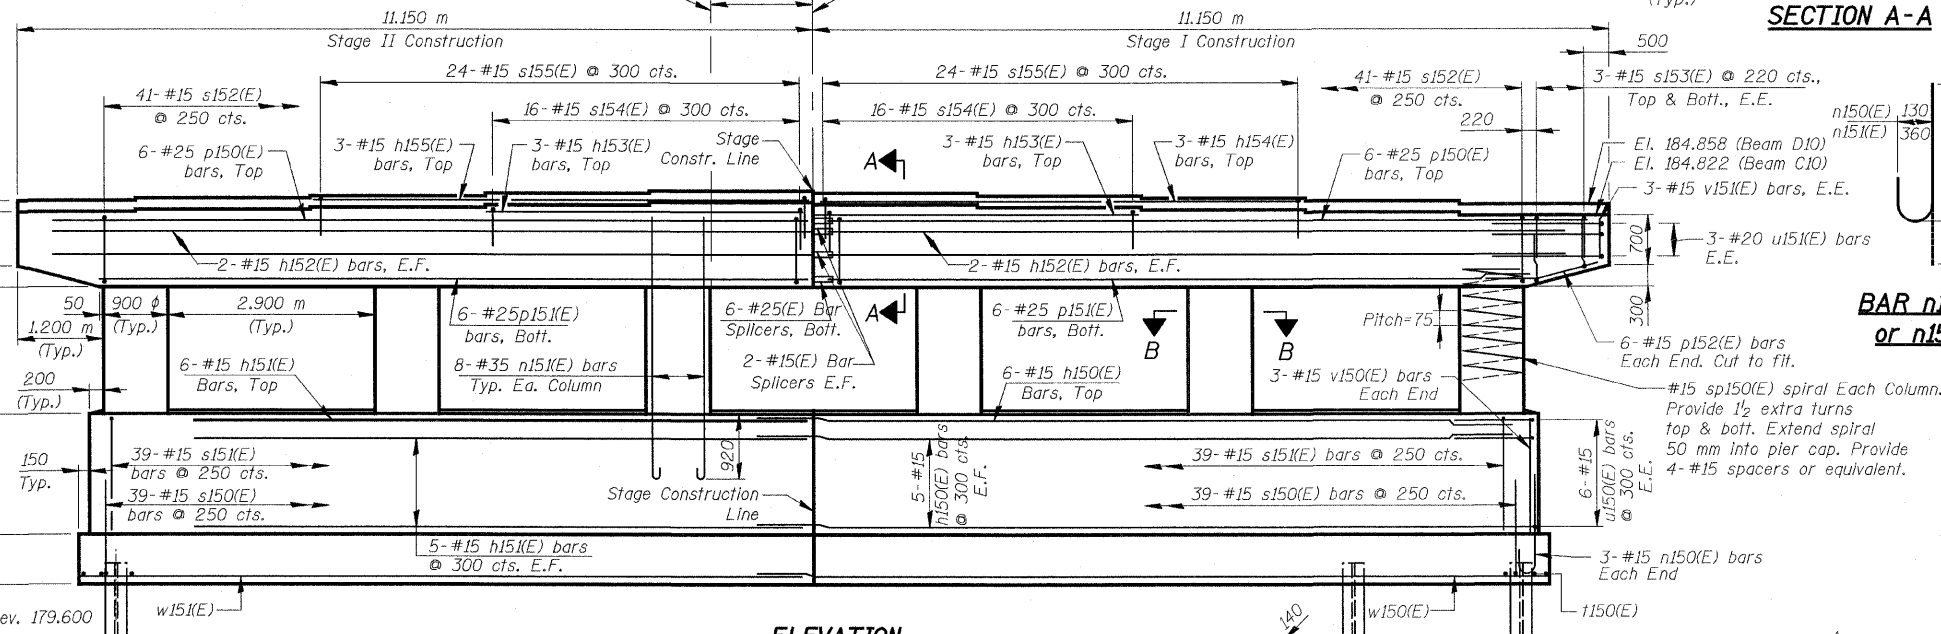 (Typ.)
SECTION A-A
11.150 m
Stage II Construction
11.150 m
Stage I Construction
500
24-#15 s155(E) @ 300 cts.
24-#15 s155(E) @ 300 cts.
41-#15 s152(E)
@ 250 cts.
3-#15 s153(E) @ 220 cts.,
Top & Bott., E.E.
41-#15 s152(E)
@ 250 cts.
16-#15 s154(E) @ 300 cts.
16-#15 s154(E) @ 300 cts.
220
n150(E) 130
n151(E) 360
6-#25 p150(E)
bars, Top
3-#15 h155(E)
bars, Top
3-#15 h153(E)
bars, Top
Stage
Constr. Line
A
3-#15 h153(E)
bars, Top
3-#15 h154(E)
bars, Top
6-#25 p150(E)
bars, Top
El. 184.858 (Beam D10)
El. 184.822 (Beam C10)
3-#15 v151(E) bars, E.E.
700
3-#20 u151(E) bars
E.E.
2-#15 h152(E) bars, E.F.
2-#15 h152(E) bars, E.F.
50
900 ϕ
(Typ.)
2.900 m
(Typ.)
1.200 m
(Typ.)
6-#25p151(E)
bars, Bott.
6-#25(E) Bar
Splicers, Bott.
A
6-#25 p151(E)
bars, Bott.
B
B
Pitch=75
300
BAR n1
or n15
6-#15 p152(E) bars
Each End. Cut to fit.
6-#15 h151(E)
Bars, Top
8-#35 n151(E) bars
Typ. Ea. Column
2-#15(E) Bar
Splicers E.F.
6-#15 h150(E)
Bars, Top
3-#15 v150(E) bars
Each End
200
(Typ.)
#15 sp150(E) spiral Each Column.
Provide 1½ extra turns
top & bott. Extend spiral
50 mm into pier cap. Provide
4-#15 spacers or equivalent.
150
Typ.
39-#15 s151(E)
bars @ 250 cts.
39-#15 s150(E)
bars @ 250 cts.
920
Stage Construction
Line
5-#15
h150(E) bars
@ 300 cts.
E.F.
39-#15 s151(E) bars @ 250 cts.
39-#15 s150(E) bars @ 250 cts.
6-#15
u150(E) bars
@ 300 cts.
E.E.
5-#15 h151(E) bars
@ 300 cts. E.F.
3-#15 n150(E) bars
Each End
w151(E)
w150(E)
t150(E)
ev. 179.600
140
ELEVATION